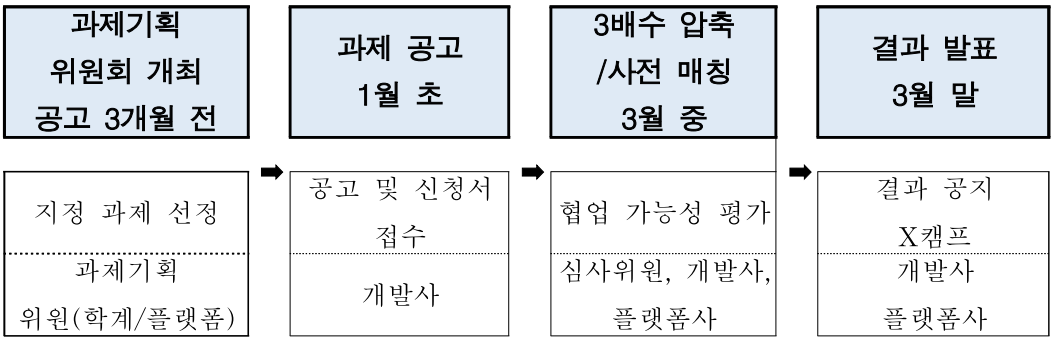 과제기획
위원회 개최
공고 3개월 전
과제 공고
1월 초
3배수 압축
/사전 매칭
3월 중
결과 발표
3월 말
지정 과제 선정
과제기획
위원(학계/플랫폼)
공고 및 신청서
접수
개발사
협업 가능성 평가
심사위원, 개발사,
플랫폼사
결과 공지
X캠프
개발사
플랫폼사